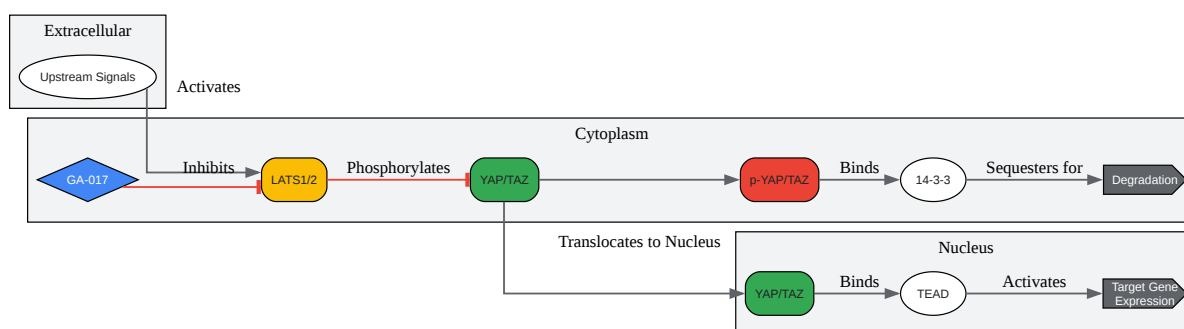 Extracellular
Upstream Signals
Activates
Cytoplasm
GA-017
Inhibits
LATS1/2
Phosphorylates
YAP/TAZ
p-YAP/TAZ
Binds
14-3-3
Sequesters for
Degradation
Translocates to Nucleus
Nucleus
YAP/TAZ
Binds
TEAD
Activates
Target Gene
Expression